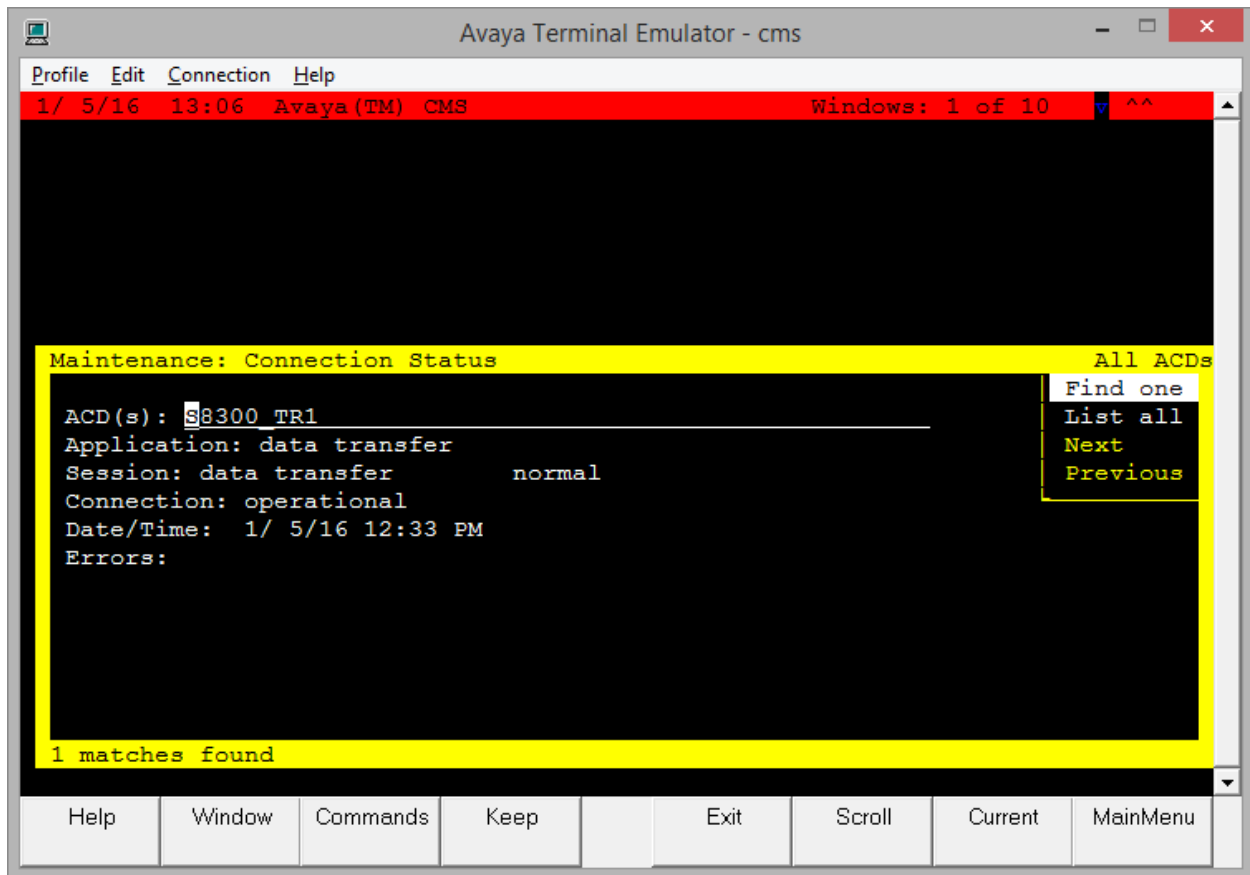 Avaya Terminal Emulator - cms
Profile Edit Connection Help
1/ 5/16 13:06 Avaya(TM) CMS Windows: 1 of 10 ^^
Maintenance: Connection Status All ACDs
Find one
ACD(s): S8300_TR1 List all
Application: data transfer Next
Session: data transfer normal Previous
Connection: operational
Date/Time: 1/ 5/16 12:33 PM
Errors:
1 matches found
Help Window Commands Keep Exit Scroll Current MainMenu